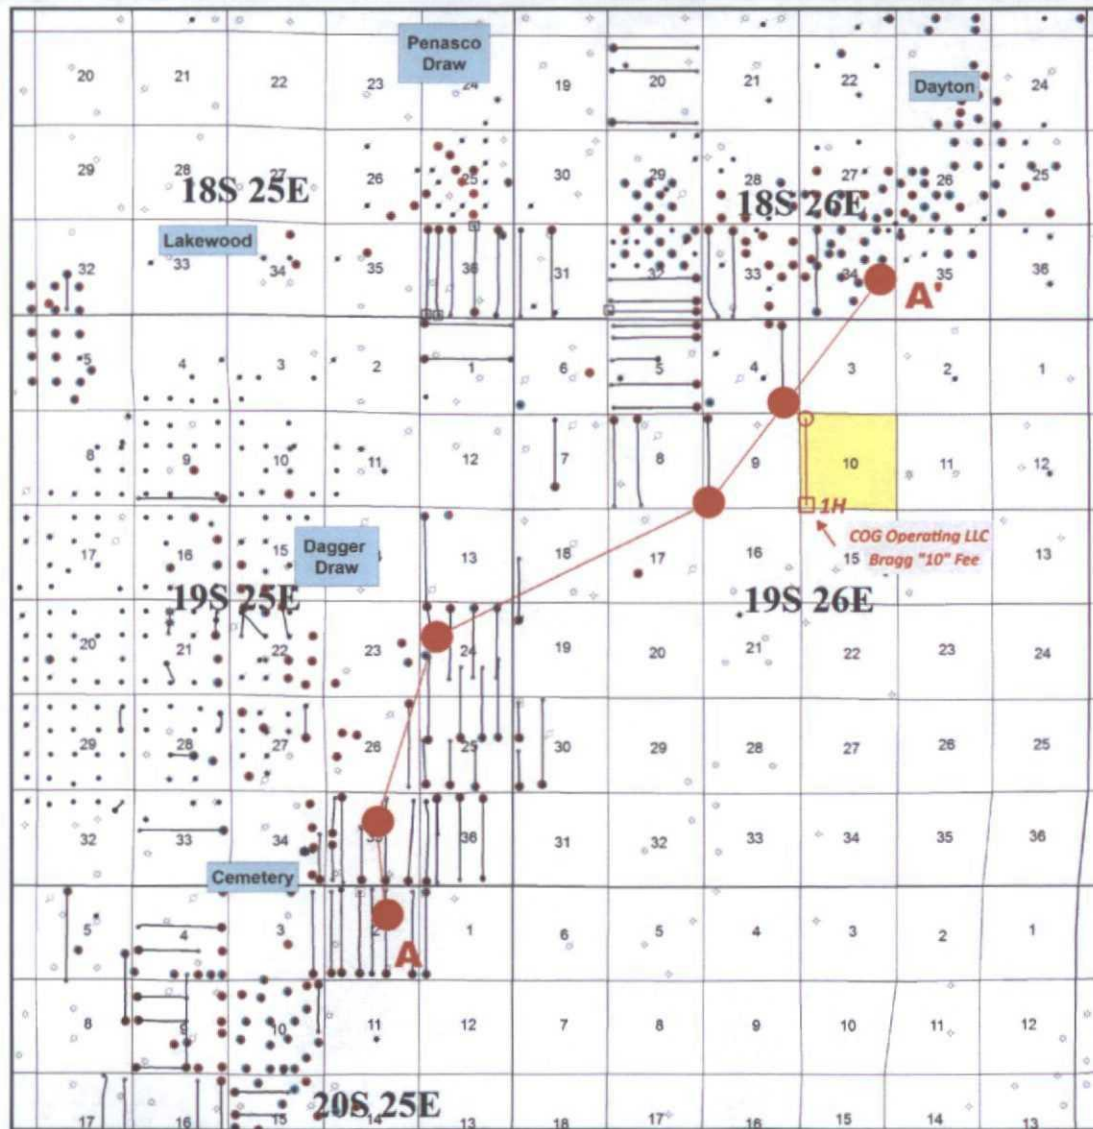 Penasco
Draw
20 21 22 23 24 19 20 21 22 Dayton 24
29 28 27 26 25 30 29 28 27 26 25
18S 25E 18S 26E
Lakewood
32 33 34 35 36 31 32 33 34 35 36
A'
5 4 3 2 1 6 5 4 3 2 1
8 9 10 11 12 7 8 9 10 11 12
1H
COG Operating LLC
Bragg "10" Fee
Dagger
Draw
17 16 15 13 18 17 16 15 13
19S 25E 19S 26E
20 21 22 23 24 19 20 21 22 23 24
29 28 27 26 25 30 29 28 27 26 25
32 33 34 35 36 31 32 33 34 35 36
Cemetery
5 4 3 2 1 6 5 4 3 2 1
A
8 9 10 11 12 7 8 9 10 11 12
20S 25E
17 16 15 14 13 18 17 16 15 14 13